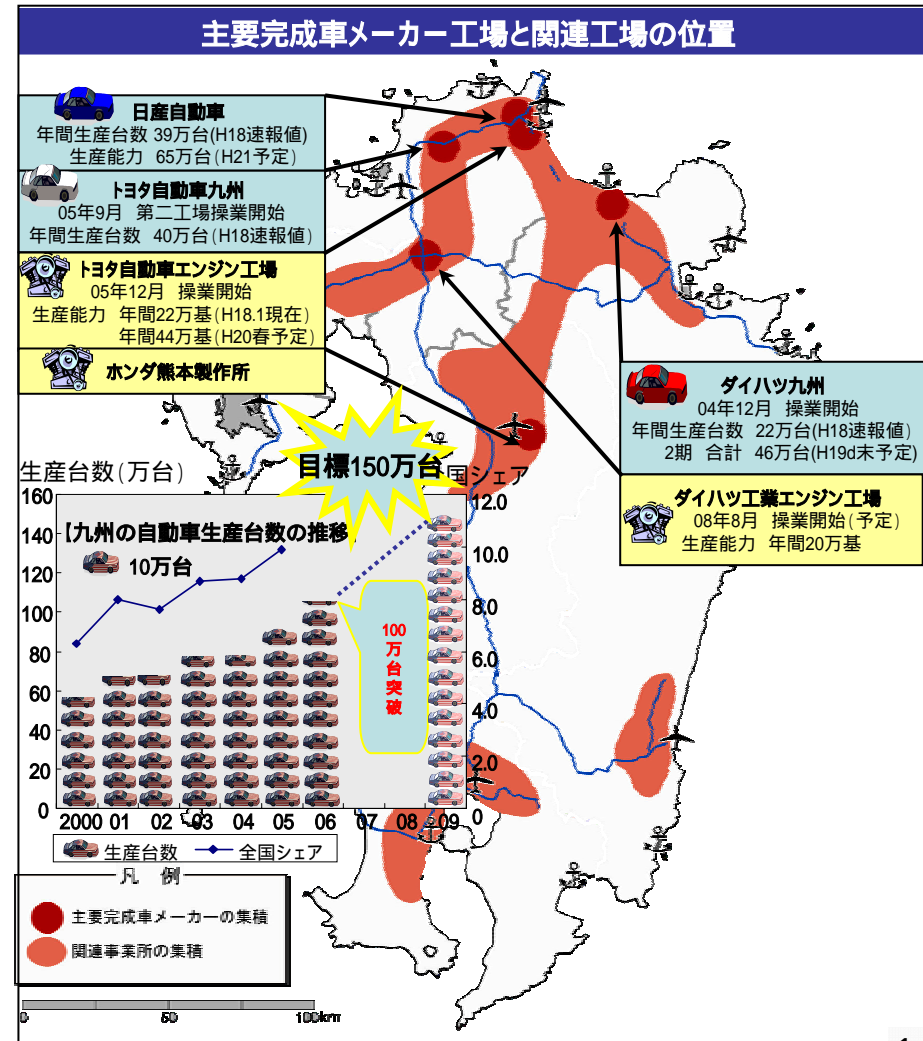 主要完成車メーカー工場と関連工場の位置
日産自動車
年間生産台数 39万台(H18速報値)
生産能力 65万台(H21予定)
トヨタ自動車九州
05年9月 第二工場操業開始
年間生産台数 40万台(H18速報値)
トヨタ自動車エンジン工場
05年12月 操業開始
生産能力 年間22万基(H18.1現在)
年間44万基(H20春予定)
ホンダ熊本製作所
ダイハツ九州
04年12月 操業開始
年間生産台数 22万台(H18速報値)
2期 合計 46万台(H19d末予定)
ダイハツ工業エンジン工場
08年8月 操業開始(予定)
生産能力 年間20万基
目標150万台
生産台数(万台)
全国シェア
【九州の自動車生産台数の推移
10万台
100万台突破
160
140
120
100
80
60
40
20
0
12.0
10.0
8.0
6.0
4.0
2.0
0
2000 01 02 03 04 05 06 07 08 09
生産台数 全国シェア
凡 例
主要完成車メーカーの集積
関連事業所の集積
0 50 100km